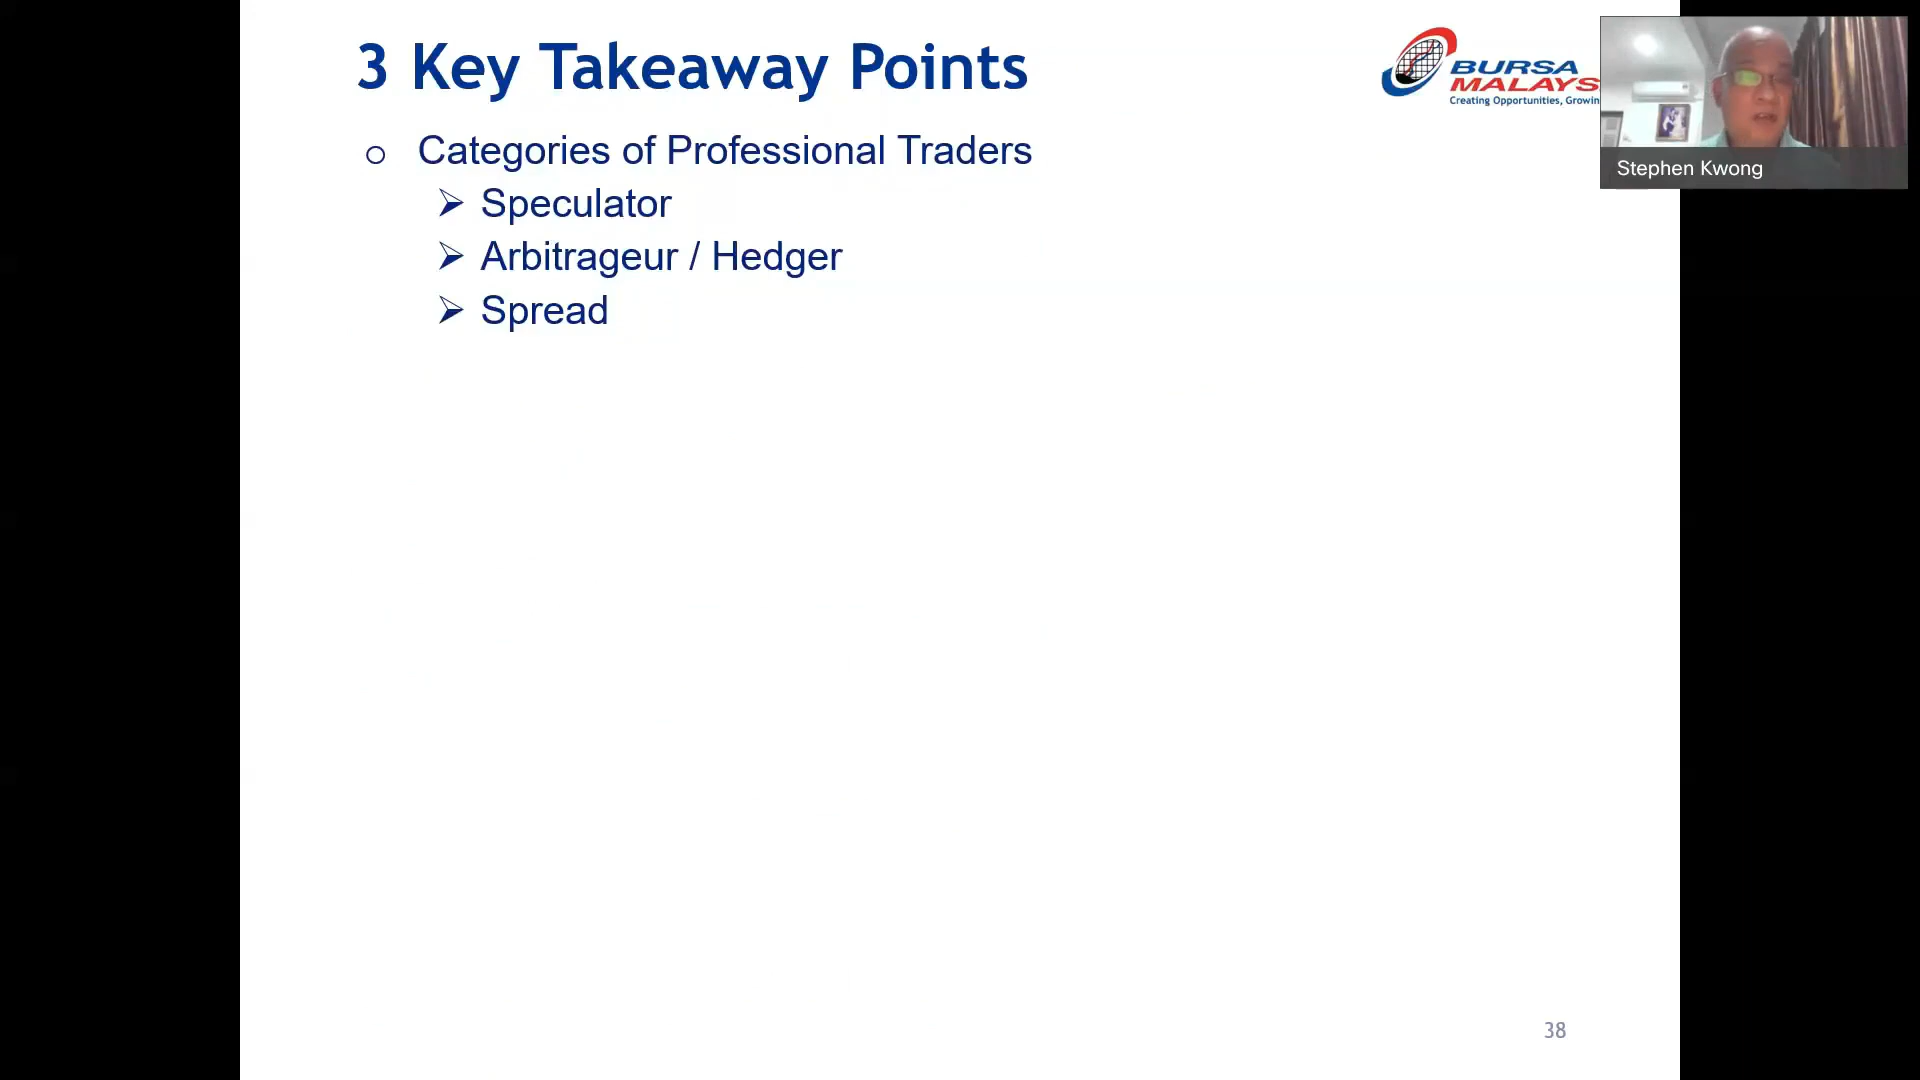 3 Key Takeaway Points
BURSA
MALAYS
Creating Opportunities, Growin
Stephen Kwong
o Categories of Professional Traders
➢ Speculator
➢ Arbitrageur / Hedger
➢ Spread
38